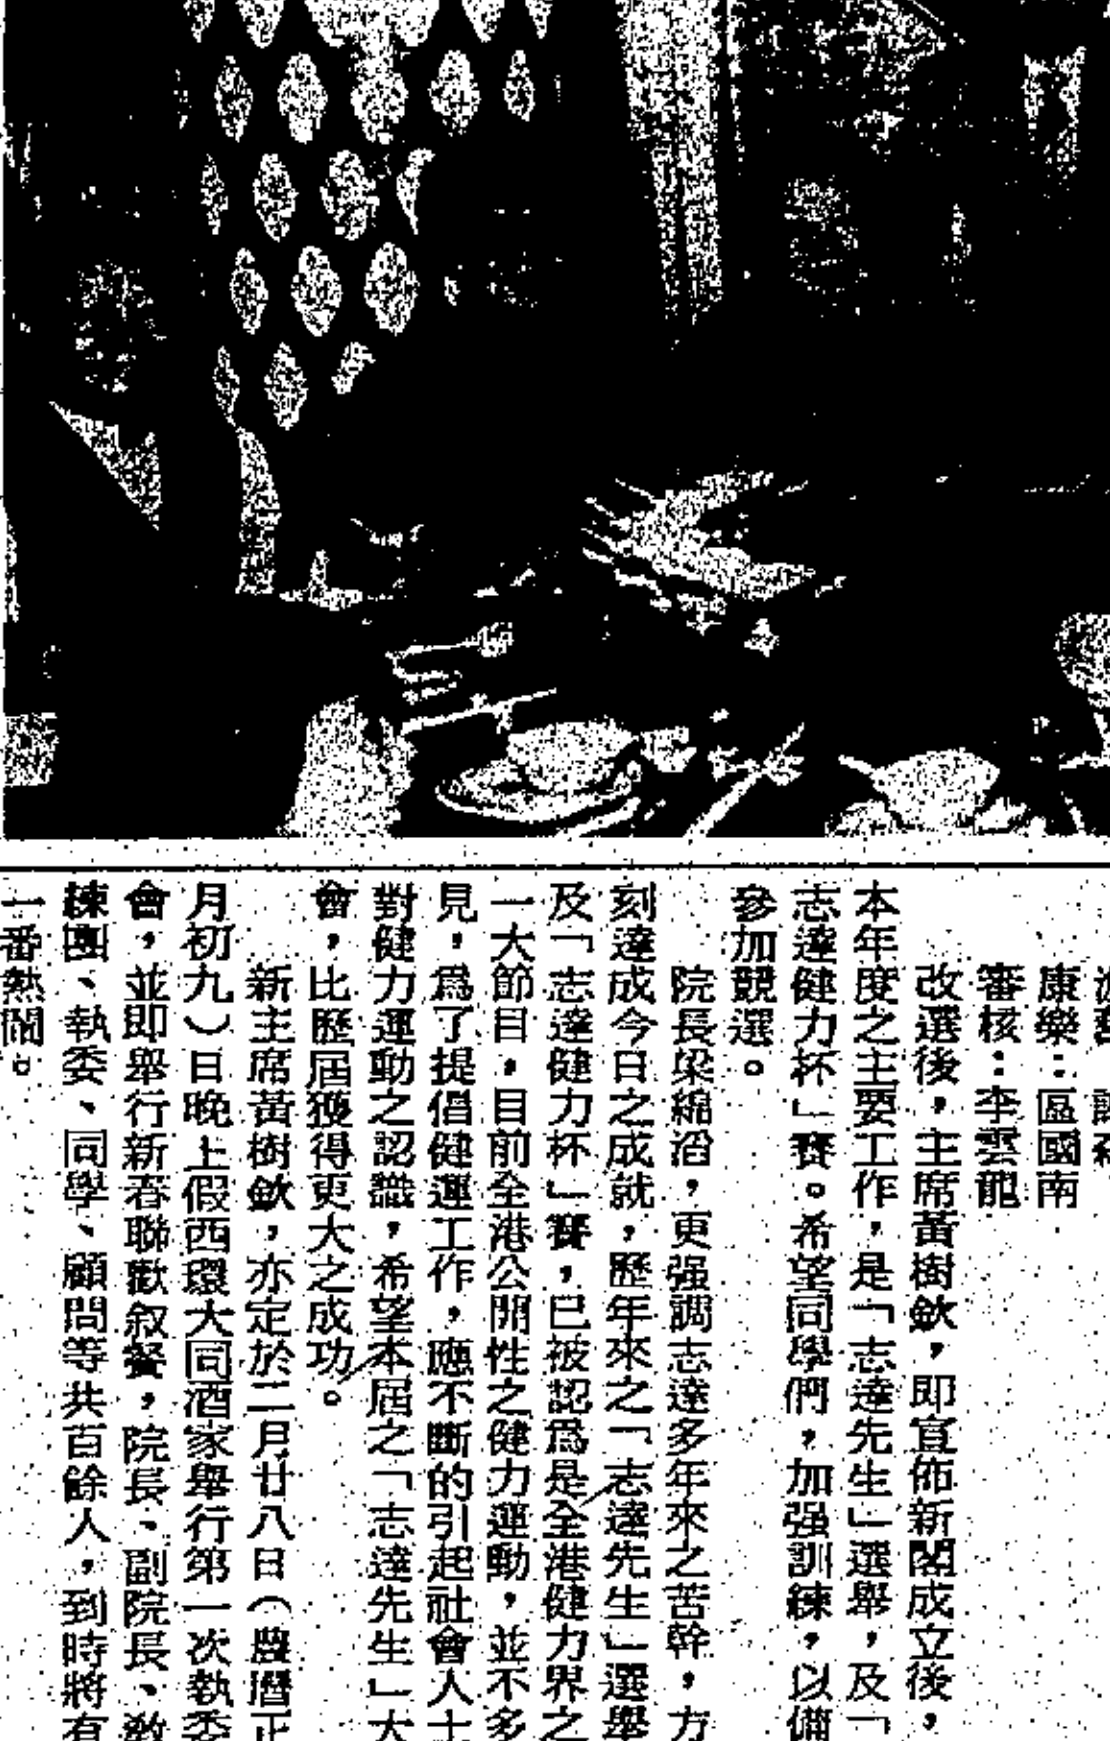 康樂：區國南
審核：李雲龍
改選後，主席黃樹欽，即宣佈新閣成立後，
本年度之主要工作，是「志達先生」選舉，及「
志達健力杯」賽。希望同學們，加强訓練，以備
參加競選。
院長梁綿滔，更强調志達多年來之苦幹，方
刻達成今日之成就，歷年來之「志達先生」選舉
及「志達健力杯」賽，已被認爲是全港健力界之
一大節目，目前全港公開性之健力運動，並不多
見，爲了提倡健運工作，應不斷的引起社會人士
對健力運動之認識，希望本屆之「志達先生」大
會，比歷屆獲得更大之成功。
新主席黃樹欽，亦定於二月廿八日（農曆正
月初九）日晚上假西環大同酒家舉行第一次執委
會，並即舉行新春聯歡叙餐，院長、副院長、教
練團、執委、同學、顧問等共百餘人，到時將有
一番熱鬧。